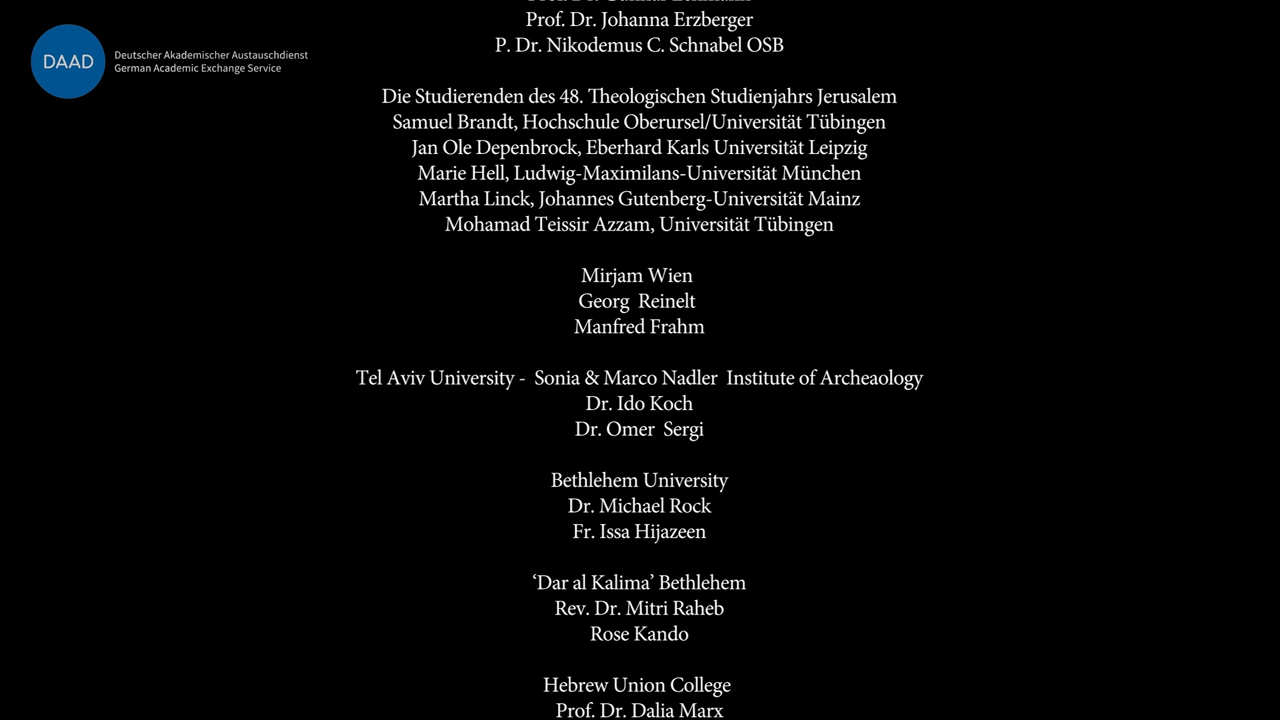 Prof. Dr. Johanna Erzberger
P. Dr. Nikodemus C. Schnabel OSB
DAAD
Deutscher Akademischer Austauschdienst
German Academic Exchange Service
Die Studierenden des 48. Theologischen Studienjahrs Jerusalem
Samuel Brandt, Hochschule Oberursel/Universität Tübingen
Jan Ole Depenbrock, Eberhard Karls Universität Leipzig
Marie Hell, Ludwig-Maximilans-Universität München
Martha Linck, Johannes Gutenberg-Universität Mainz
Mohamad Teissir Azzam, Universität Tübingen
Mirjam Wien
Georg Reinelt
Manfred Frahm
Tel Aviv University - Sonia & Marco Nadler Institute of Archeaology
Dr. Ido Koch
Dr. Omer Sergi
Bethlehem University
Dr. Michael Rock
Fr. Issa Hijazeen
‘Dar al Kalima’ Bethlehem
Rev. Dr. Mitri Raheb
Rose Kando
Hebrew Union College
Prof. Dr. Dalia Marx